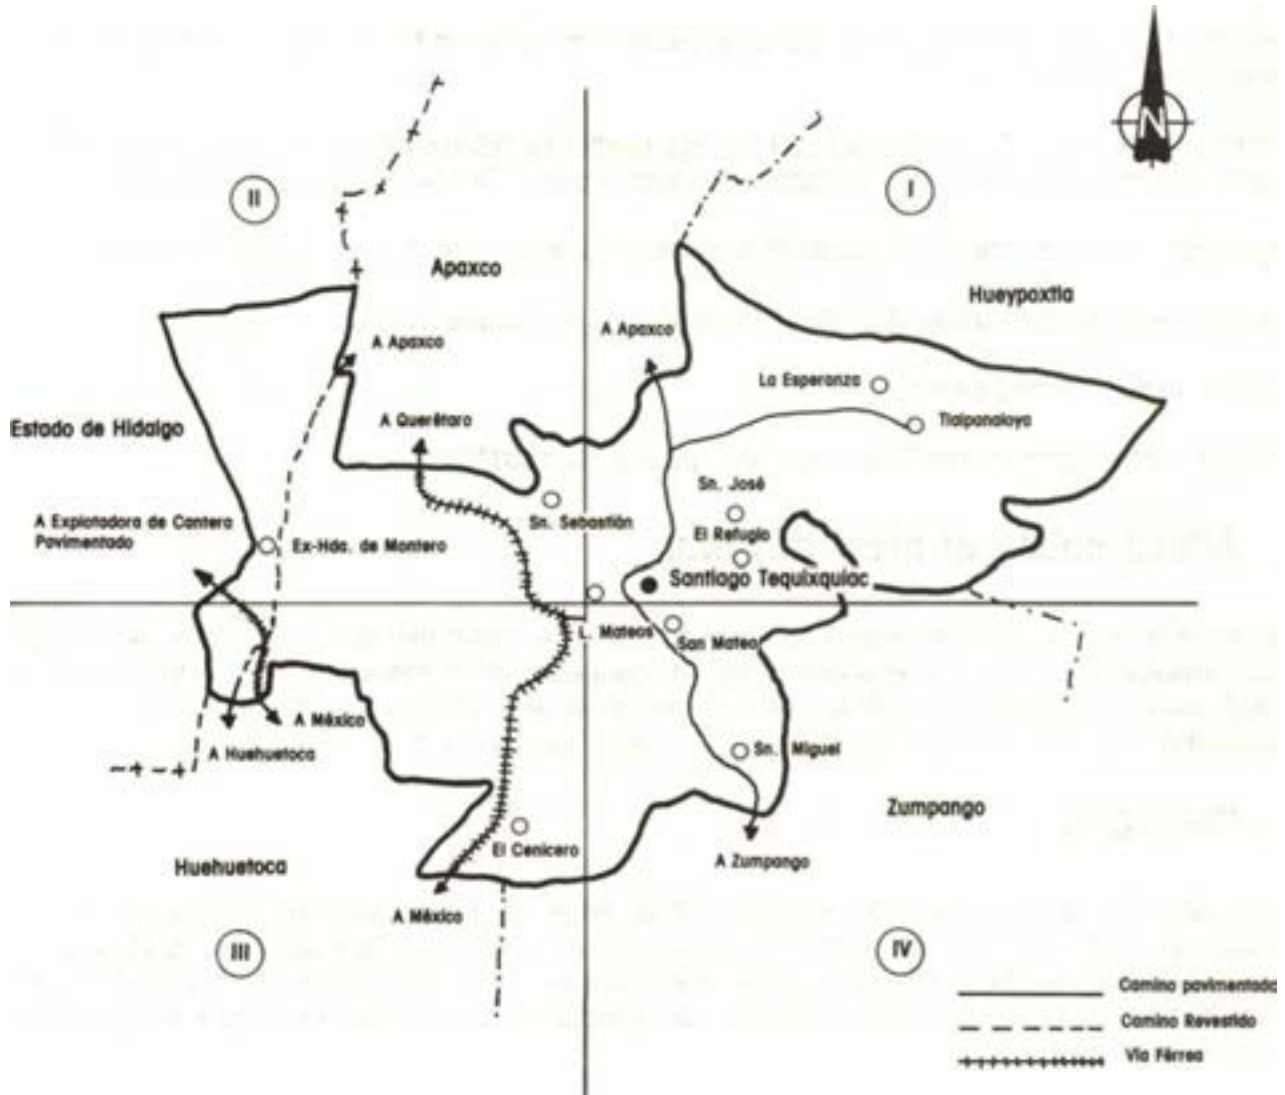 N
II
I
Apaxco
Hueypoxtla
A Apaxco
A Apaxco
La Esperanza
A Querétaro
Tlalpanaloya
Estado de Hidalgo
Sn. José
Sn. Sebastián
A Explotadora de Cantera
Pavimentado
El Refugio
Ex-Hda. de Montero
Santiago Tequixquiac
L. Mateos
San Mateo
A México
A Huehuetoca
Sn. Miguel
Zumpango
El Cenicero
A Zumpango
Huehuetoca
A México
III
IV
Camino pavimentado
Camino Revestido
Vía Férrea